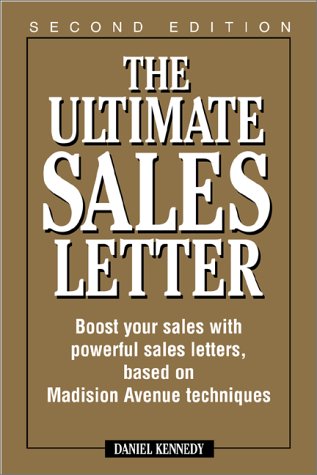 SECOND EDITION
THE
ULTIMATE
SALES
LETTER
Boost your sales with
powerful sales letters,
based on
Madision Avenue techniques
DANIEL KENNEDY